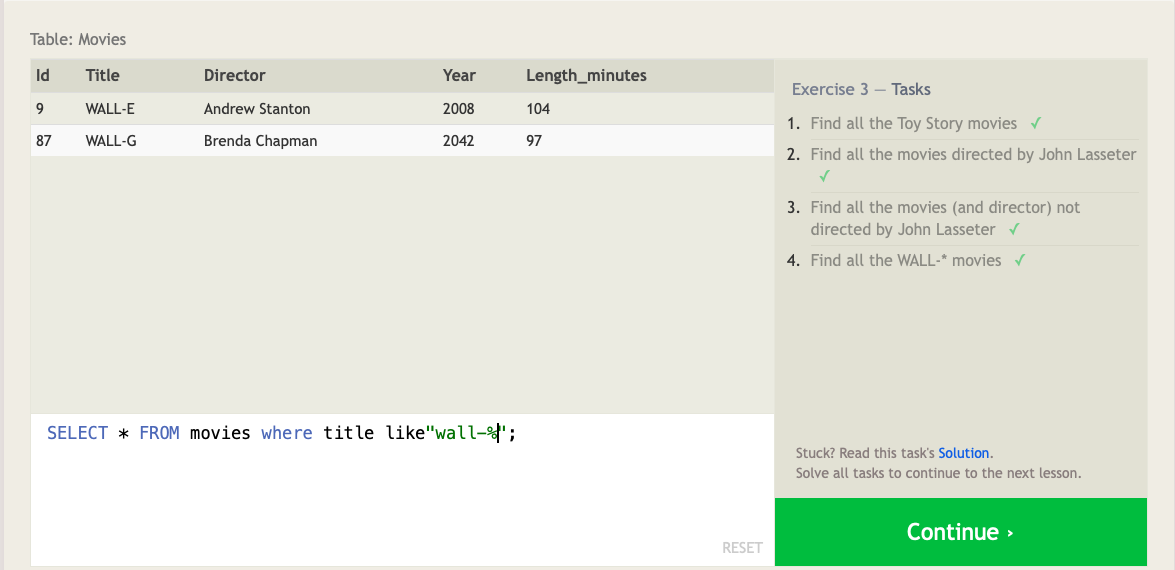 Table: Movies
Id Title Director Year Length_minutes
9 WALL-E Andrew Stanton 2008 104
87 WALL-G Brenda Chapman 2042 97
SELECT * FROM movies where title like"wall-%";
RESET
Exercise 3 — Tasks
1. Find all the Toy Story movies ✓
2. Find all the movies directed by John Lasseter
✓
3. Find all the movies (and director) not
directed by John Lasseter ✓
4. Find all the WALL-* movies ✓
Stuck? Read this task's Solution.
Solve all tasks to continue to the next lesson.
Continue ›